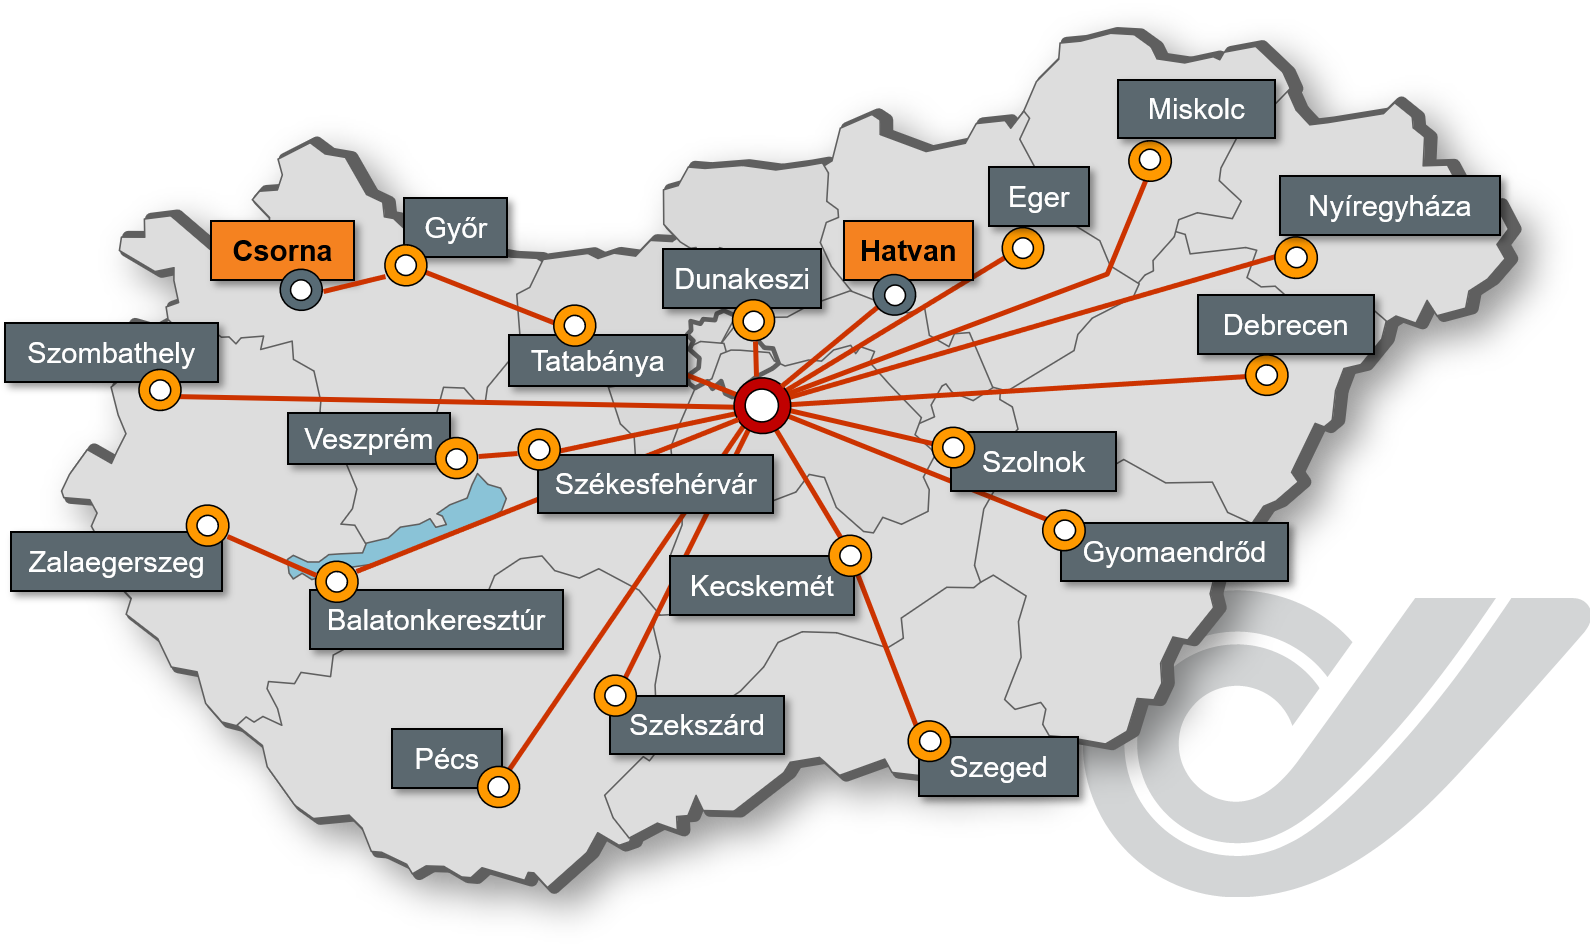 Miskolc
Eger
Nyíregyháza
Győr
Csorna
Hatvan
Dunakeszi
Debrecen
Szombathely
Tatabánya
Veszprém
Szolnok
Székesfehérvár
Gyomaendrőd
Zalaegerszeg
Kecskemét
Balatonkeresztúr
Szekszárd
Pécs
Szeged